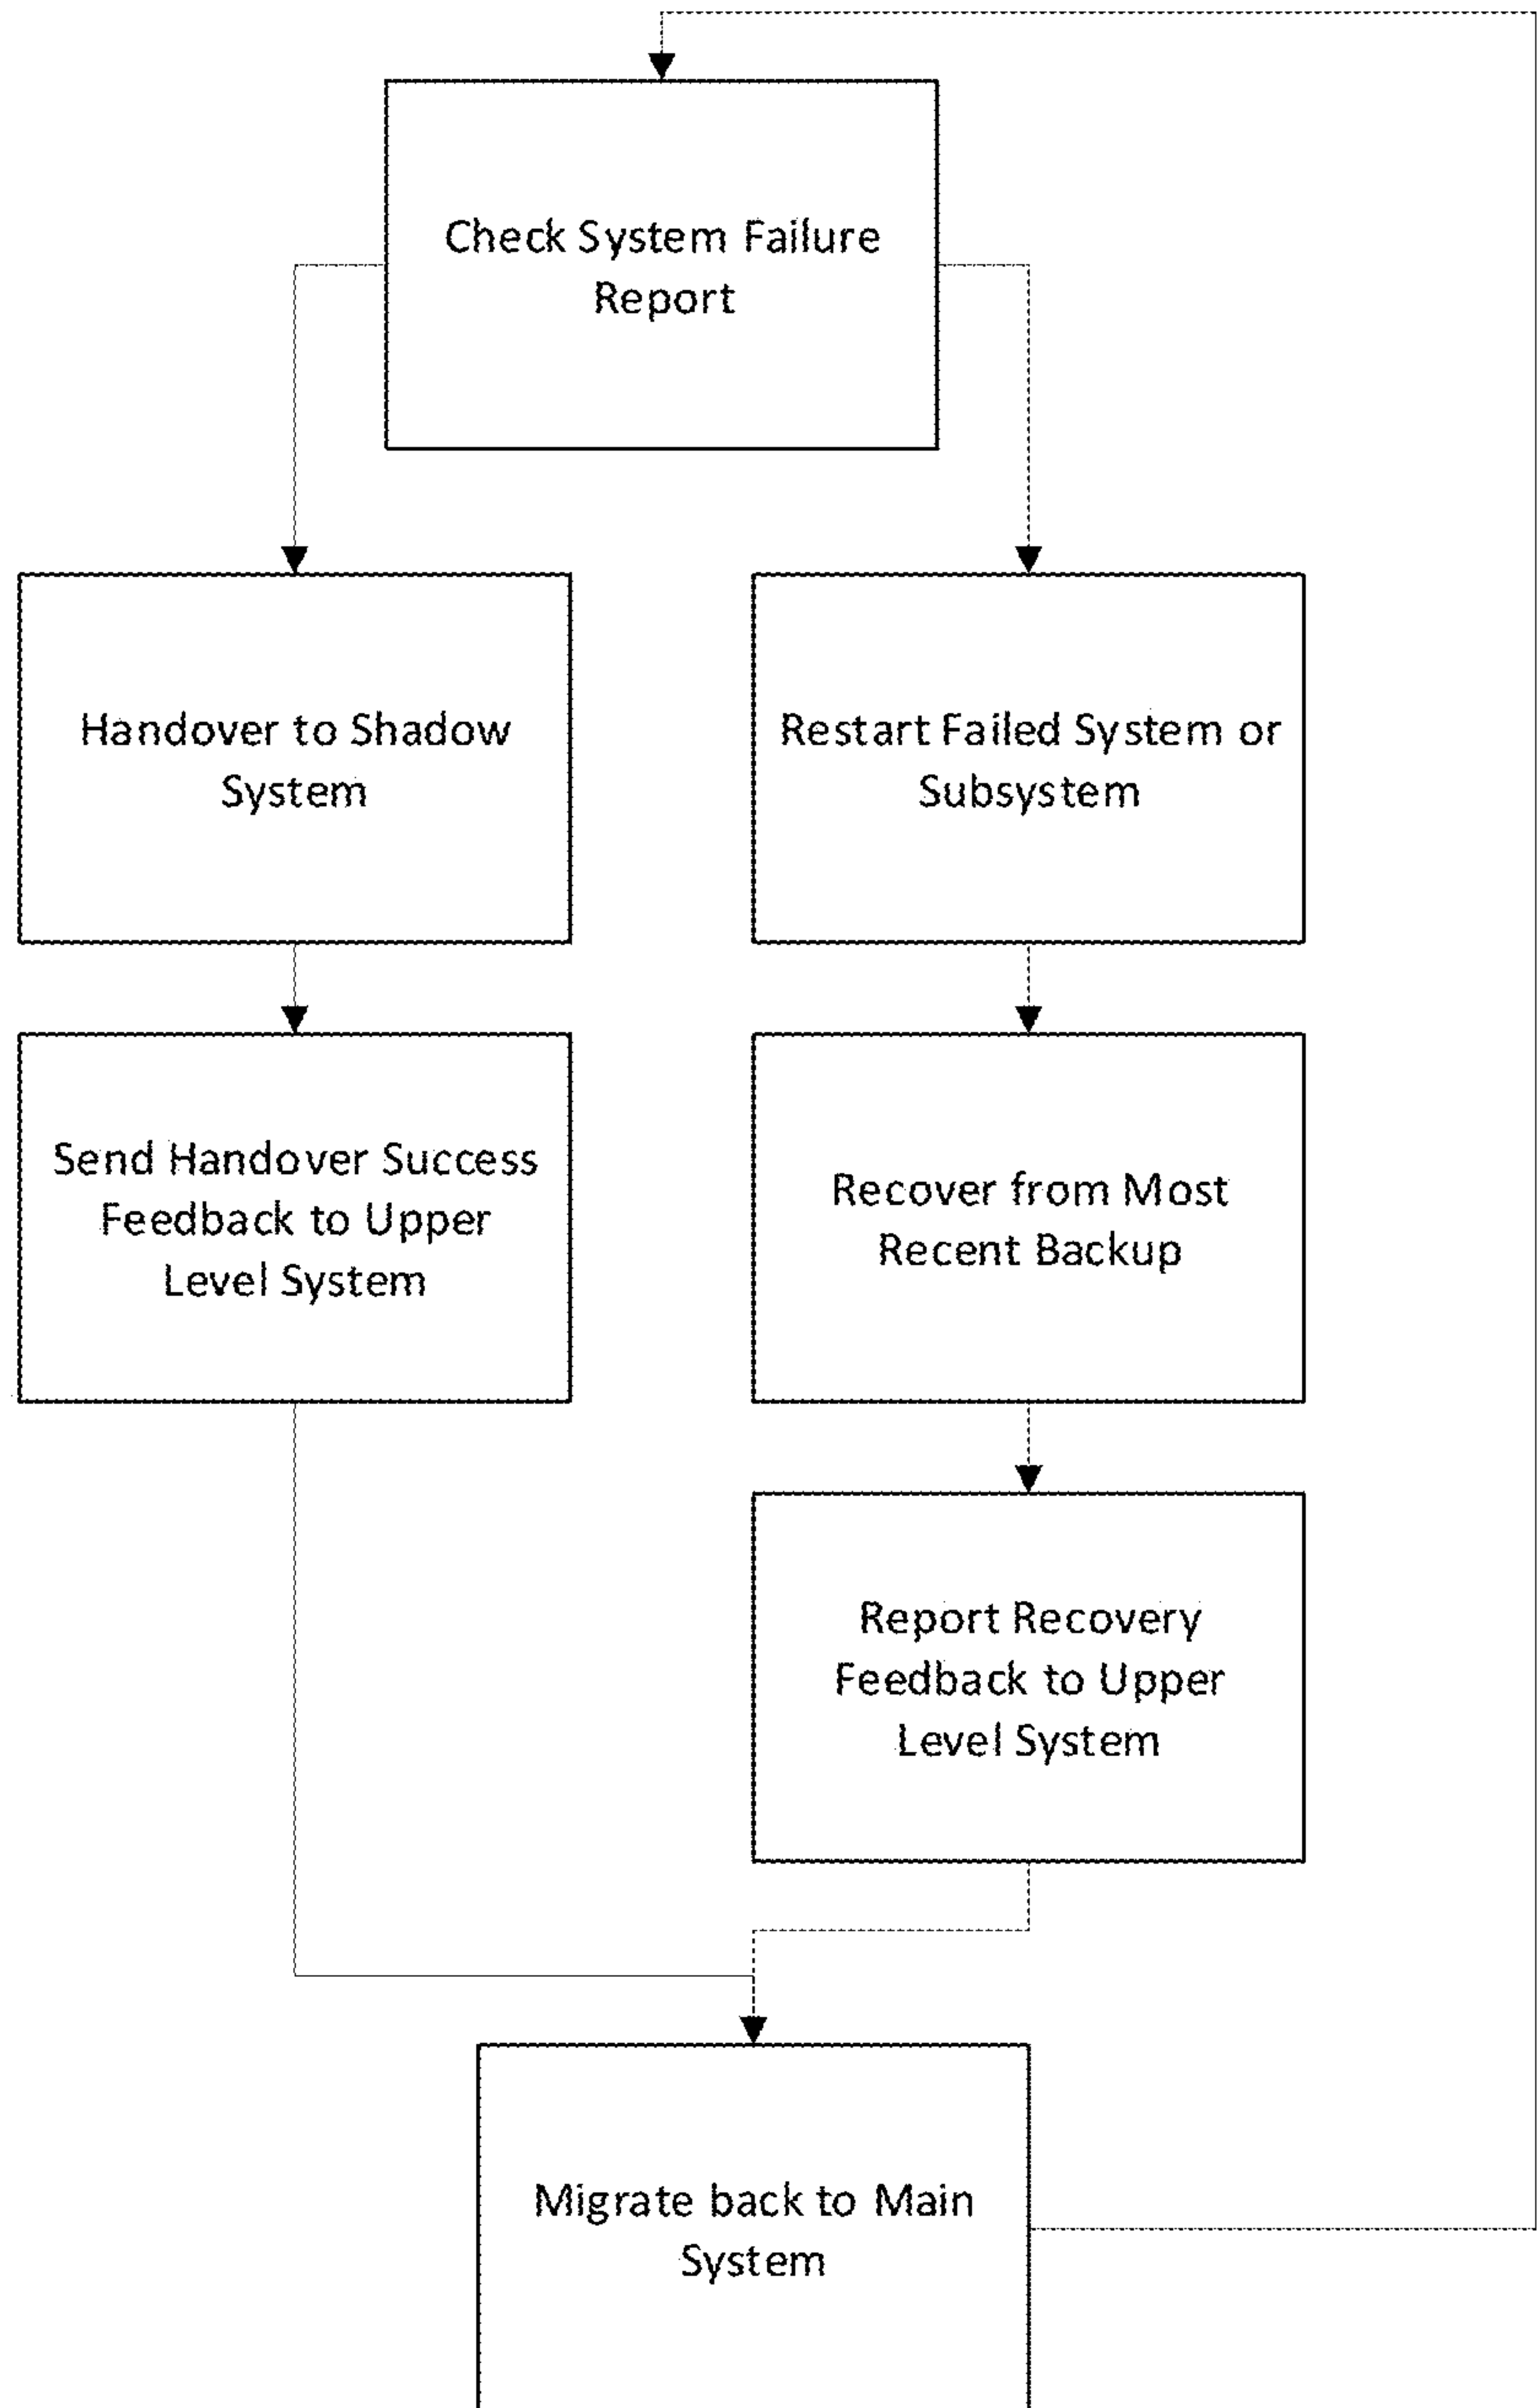 Check System Failure
Report
Handover to Shadow
System
Restart Failed System or
Subsystem
Send Handover Success
Feedback to Upper
Level System
Recover from Most
Recent Backup
Report Recovery
Feedback to Upper
Level System
Migrate back to Main
System